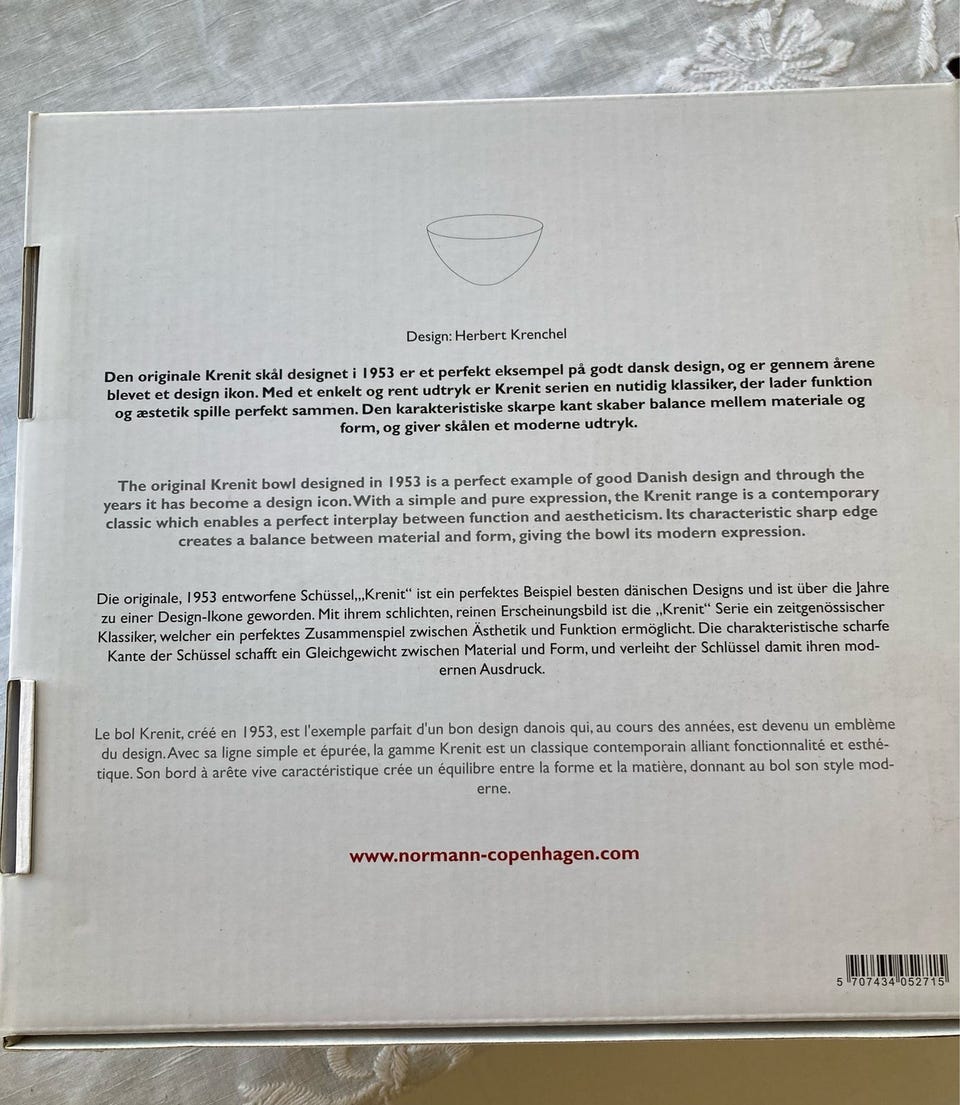 Design: Herbert Krenchel
Den originale Krenit skål designet i 1953 er et perfekt eksempel på godt dansk design, og er gennem årene
blevet et design ikon. Med et enkelt og rent udtryk er Krenit serien en nutidig klassiker, der lader funktion
og æstetik spille perfekt sammen. Den karakteristiske skarpe kant skaber balance mellem materiale og
form, og giver skålen et moderne udtryk.
The original Krenit bowl designed in 1953 is a perfect example of good Danish design and through the
years it has become a design icon. With a simple and pure expression, the Krenit range is a contemporary
classic which enables a perfect interplay between function and aestheticism. Its characteristic sharp edge
creates a balance between material and form, giving the bowl its modern expression.
Die originale, 1953 entworfene Schüssel,„Krenit“ ist ein perfektes Beispiel besten dänischen Designs und ist über die Jahre
zu einer Design-Ikone geworden. Mit ihrem schlichten, reinen Erscheinungsbild ist die „Krenit“ Serie ein zeitgenössischer
Klassiker, welcher ein perfektes Zusammenspiel zwischen Ästhetik und Funktion ermöglicht. Die charakteristische scharfe
Kante der Schüssel schafft ein Gleichgewicht zwischen Material und Form, und verleiht der Schlüssel damit ihren mod-
ernen Ausdruck.
Le bol Krenit, créé en 1953, est l'exemple parfait d'un bon design danois qui, au cours des années, est devenu un emblème
du design. Avec sa ligne simple et épurée, la gamme Krenit est un classique contemporain alliant fonctionnalité et esthé-
tique. Son bord à arête vive caractéristique crée un équilibre entre la forme et la matière, donnant au bol son style mod-
erne.
www.normann-copenhagen.com
5 707434 052715